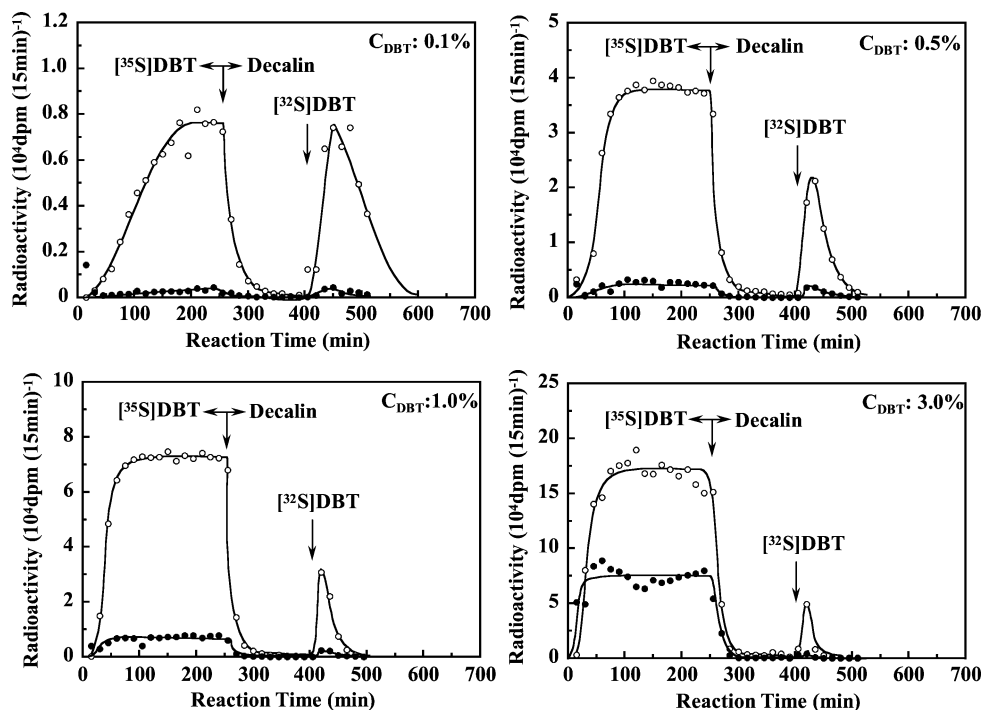 C_DBT: 0.1%
[³⁵S]DBT Decalin
[³²S]DBT
Radioactivity (10⁴dpm (15min)⁻¹
1.2
1.0
0.8
0.6
0.4
0.2
0
0 100 200 300 400 500 600 700
Reaction Time (min)
C_DBT: 0.5%
[³⁵S]DBT Decalin
[³²S]DBT
Radioactivity (10⁴dpm (15min)⁻¹
5
4
3
2
1
0
0 100 200 300 400 500 600 700
Reaction Time (min)
C_DBT:1.0%
[³⁵S]DBT Decalin
[³²S]DBT
Radioactivity (10⁴dpm (15min)⁻¹
10
8
6
4
2
0
0 100 200 300 400 500 600 700
Reaction Time (min)
C_DBT: 3.0%
[³⁵S]DBT Decalin
[³²S]DBT
Radioactivity (10⁴dpm (15min)⁻¹
25
20
15
10
5
0
0 100 200 300 400 500 600 700
Reaction Time (min)